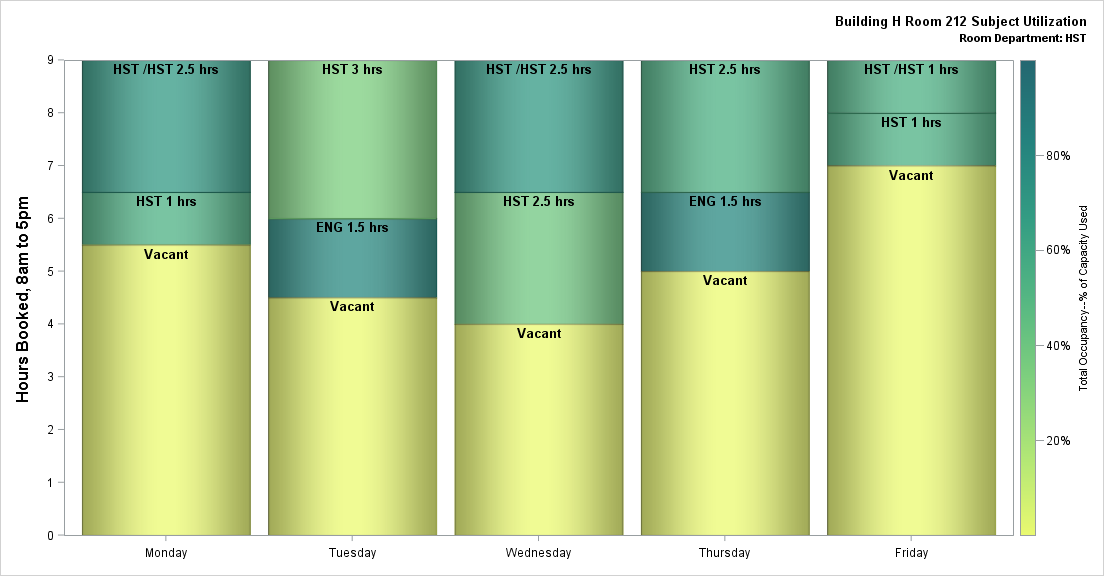 Building H Room 212 Subject Utilization
Room Department: HST
Hours Booked, 8am to 5pm
9
8
7
6
5
4
3
2
1
0
HST /HST 2.5 hrs
HST 1 hrs
Vacant
HST 3 hrs
ENG 1.5 hrs
Vacant
HST /HST 2.5 hrs
HST 2.5 hrs
Vacant
HST 2.5 hrs
ENG 1.5 hrs
Vacant
HST /HST 1 hrs
HST 1 hrs
Vacant
Monday
Tuesday
Wednesday
Thursday
Friday
80%
60%
40%
20%
Total Occupancy--% of Capacity Used